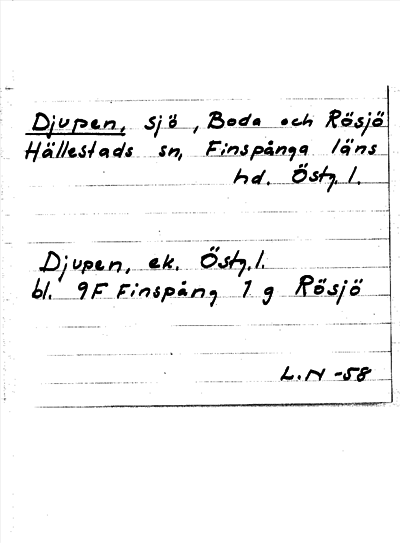 Djupen, sjö, Boda och Rösjö
Hällestads sn, Finspånga läns
hd. Östg. l.
Djupen, ek. Östg. l.
bl. 9F Finspång 1 g Rösjö
L. N -58